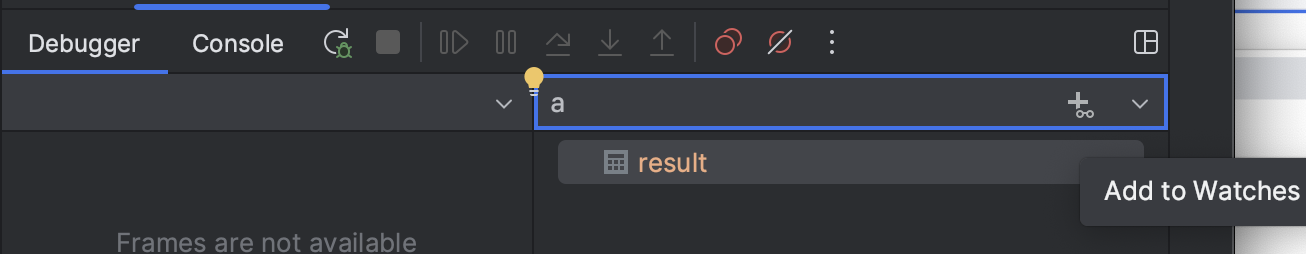 Debugger Console
a
result
Add to Watches
Frames are not available